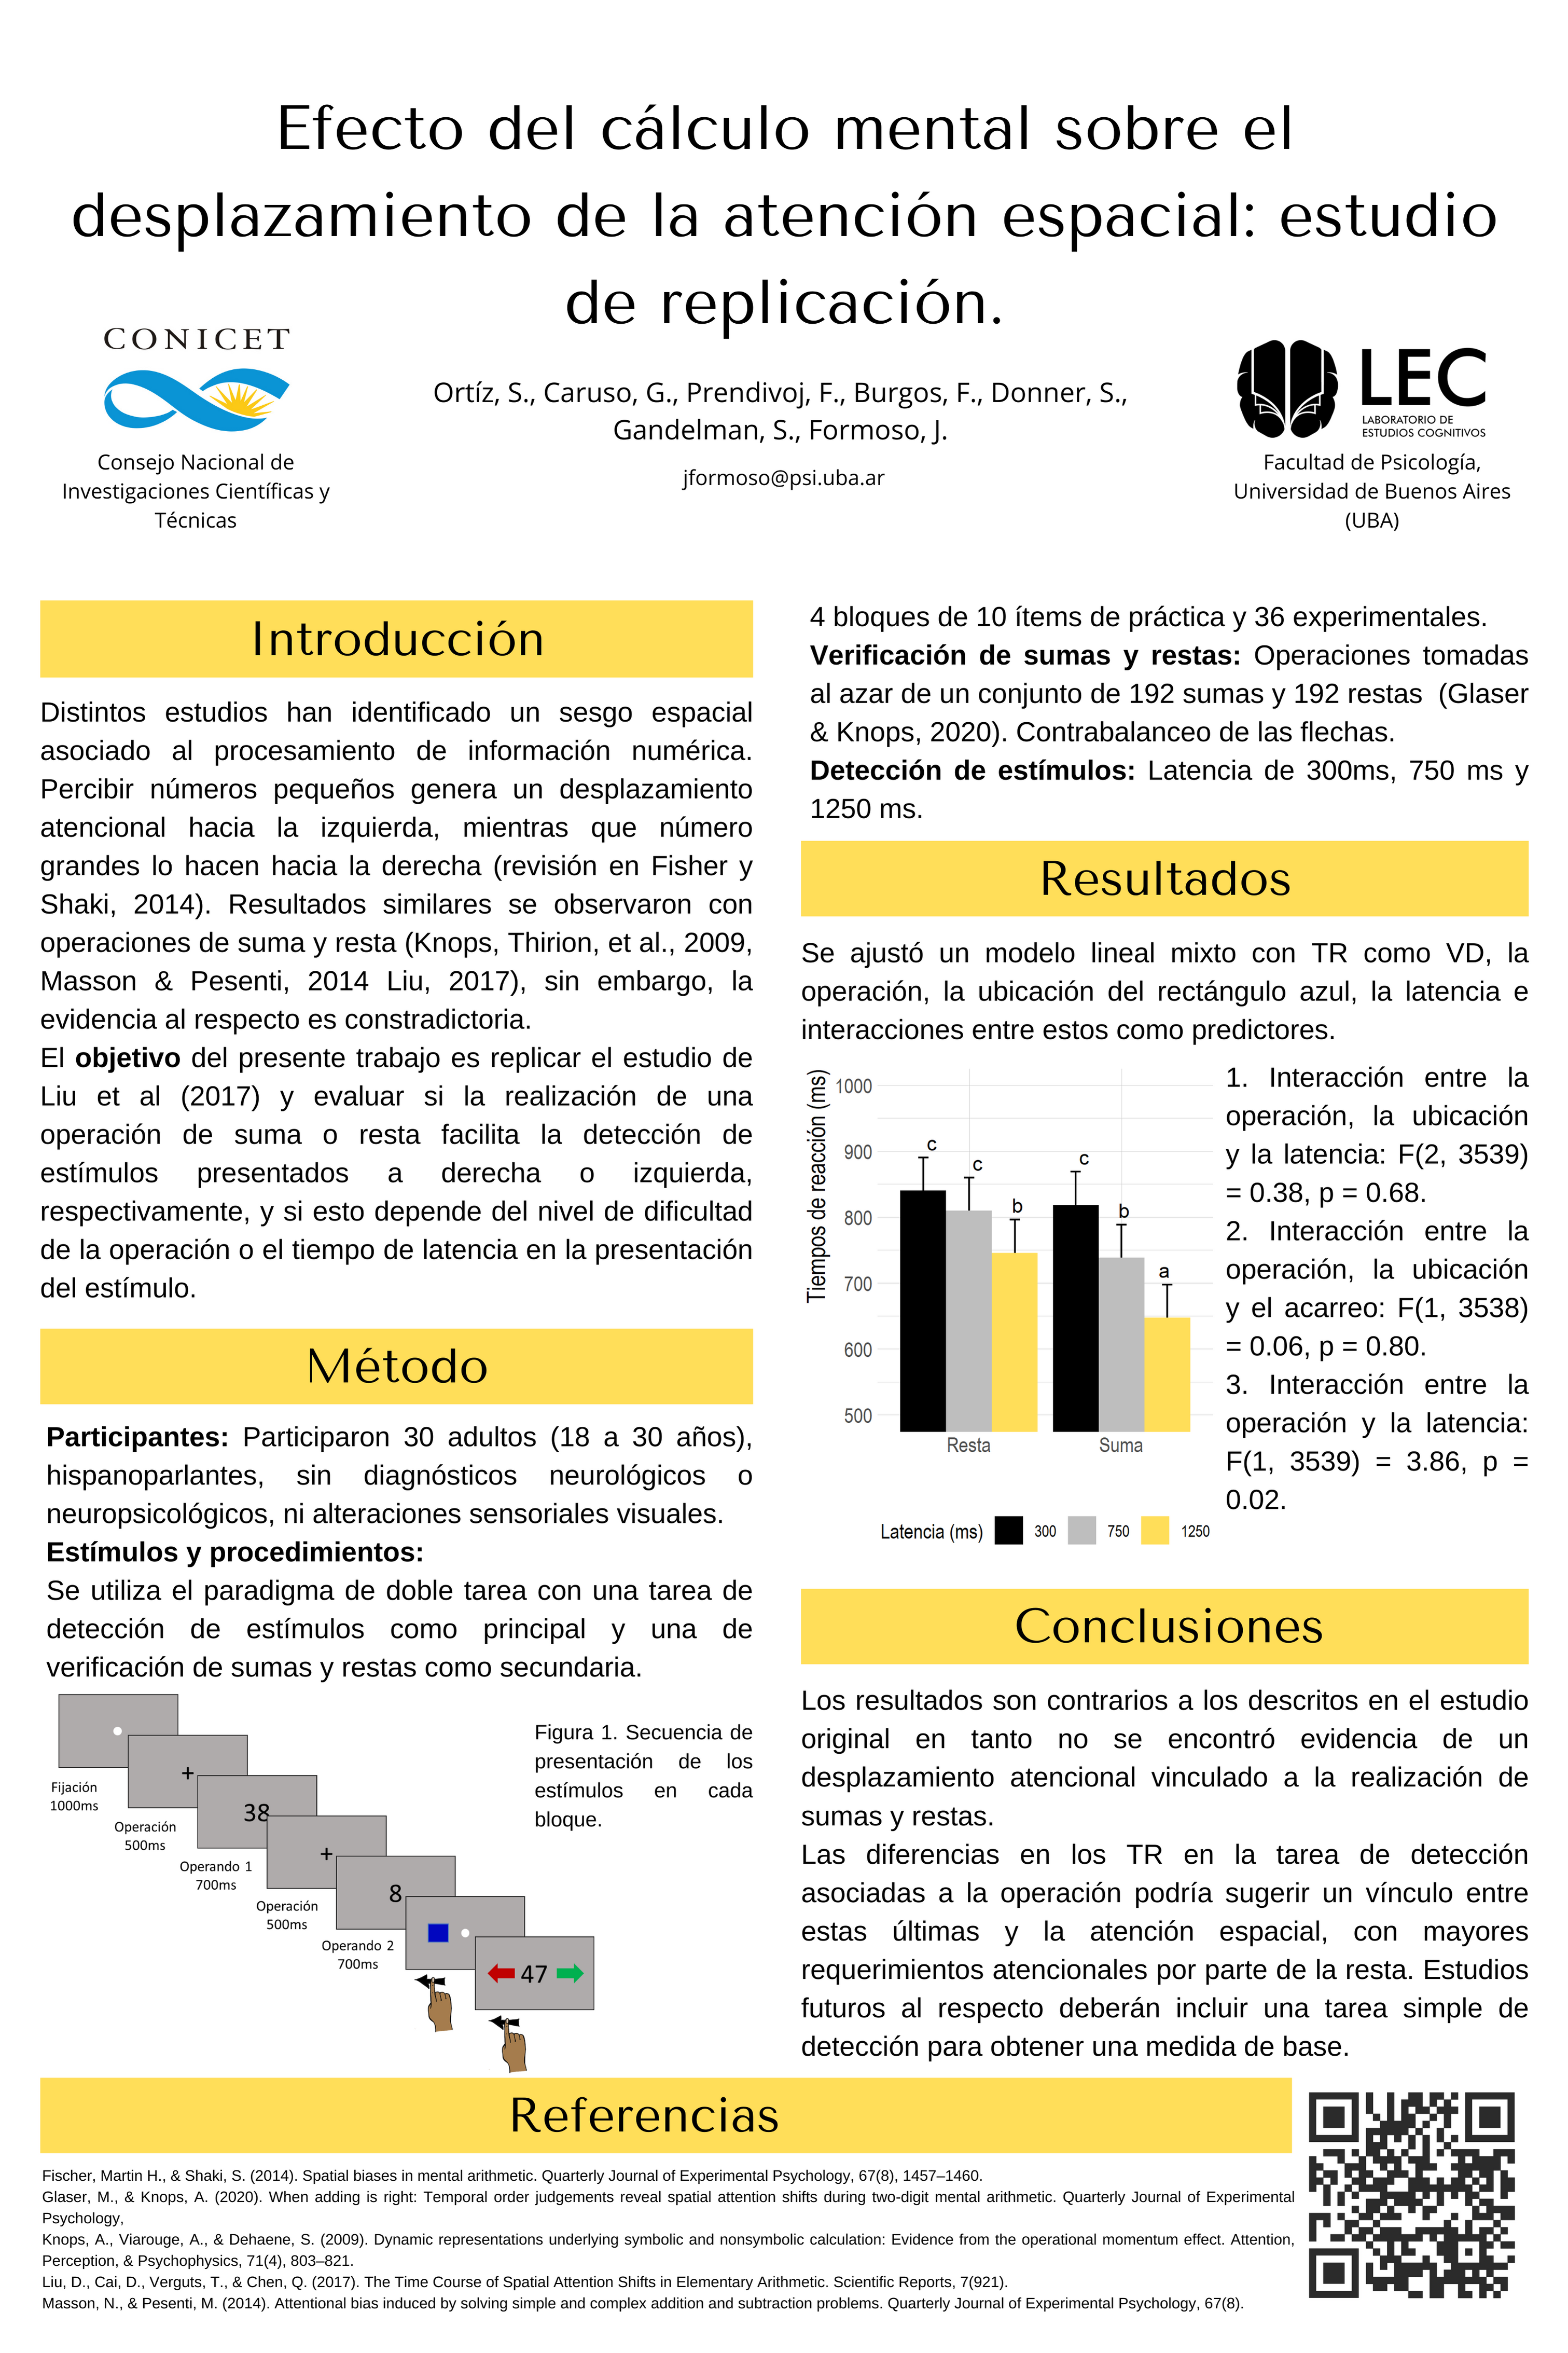 Efecto del cálculo mental sobre el
desplazamiento de la atención espacial: estudio
de replicación.
CONICET
Consejo Nacional de
Investigaciones Científicas y
Técnicas
Ortíz, S., Caruso, G., Prendivoj, F., Burgos, F., Donner, S.,
Gandelman, S., Formoso, J.
jformoso@psi.uba.ar
LEC
LABORATORIO DE
ESTUDIOS COGNITIVOS
Facultad de Psicología,
Universidad de Buenos Aires
(UBA)
Introducción
Distintos estudios han identificado un sesgo espacial
asociado al procesamiento de información numérica.
Percibir números pequeños genera un desplazamiento
atencional hacia la izquierda, mientras que número
grandes lo hacen hacia la derecha (revisión en Fisher y
Shaki, 2014). Resultados similares se observaron con
operaciones de suma y resta (Knops, Thirion, et al., 2009,
Masson & Pesenti, 2014 Liu, 2017), sin embargo, la
evidencia al respecto es constradictoria.
El objetivo del presente trabajo es replicar el estudio de
Liu et al (2017) y evaluar si la realización de una
operación de suma o resta facilita la detección de
estímulos presentados a derecha o izquierda,
respectivamente, y si esto depende del nivel de dificultad
de la operación o el tiempo de latencia en la presentación
del estímulo.
Método
Participantes: Participaron 30 adultos (18 a 30 años),
hispanoparlantes, sin diagnósticos neurológicos o
neuropsicológicos, ni alteraciones sensoriales visuales.
Estímulos y procedimientos:
Se utiliza el paradigma de doble tarea con una tarea de
detección de estímulos como principal y una de
verificación de sumas y restas como secundaria.
Fijación
1000ms
+
Operación
500ms
38
Operando 1
700ms
+
Operación
500ms
8
Operando 2
700ms
47
Figura 1. Secuencia de
presentación de los
estímulos en cada
bloque.
4 bloques de 10 ítems de práctica y 36 experimentales.
Verificación de sumas y restas: Operaciones tomadas
al azar de un conjunto de 192 sumas y 192 restas (Glaser
& Knops, 2020). Contrabalanceo de las flechas.
Detección de estímulos: Latencia de 300ms, 750 ms y
1250 ms.
Resultados
Se ajustó un modelo lineal mixto con TR como VD, la
operación, la ubicación del rectángulo azul, la latencia e
interacciones entre estos como predictores.
Tiempos de reacción (ms)
1000
900
800
700
600
500
c
c
b
c
b
a
Resta
Suma
Latencia (ms) 300 750 1250
1. Interacción entre la
operación, la ubicación
y la latencia: F(2, 3539)
= 0.38, p = 0.68.
2. Interacción entre la
operación, la ubicación
y el acarreo: F(1, 3538)
= 0.06, p = 0.80.
3. Interacción entre la
operación y la latencia:
F(1, 3539) = 3.86, p =
0.02.
Conclusiones
Los resultados son contrarios a los descritos en el estudio
original en tanto no se encontró evidencia de un
desplazamiento atencional vinculado a la realización de
sumas y restas.
Las diferencias en los TR en la tarea de detección
asociadas a la operación podría sugerir un vínculo entre
estas últimas y la atención espacial, con mayores
requerimientos atencionales por parte de la resta. Estudios
futuros al respecto deberán incluir una tarea simple de
detección para obtener una medida de base.
Referencias
Fischer, Martin H., & Shaki, S. (2014). Spatial biases in mental arithmetic. Quarterly Journal of Experimental Psychology, 67(8), 1457–1460.
Glaser, M., & Knops, A. (2020). When adding is right: Temporal order judgements reveal spatial attention shifts during two-digit mental arithmetic. Quarterly Journal of Experimental
Psychology,
Knops, A., Viarouge, A., & Dehaene, S. (2009). Dynamic representations underlying symbolic and nonsymbolic calculation: Evidence from the operational momentum effect. Attention,
Perception, & Psychophysics, 71(4), 803–821.
Liu, D., Cai, D., Verguts, T., & Chen, Q. (2017). The Time Course of Spatial Attention Shifts in Elementary Arithmetic. Scientific Reports, 7(921).
Masson, N., & Pesenti, M. (2014). Attentional bias induced by solving simple and complex addition and subtraction problems. Quarterly Journal of Experimental Psychology, 67(8).